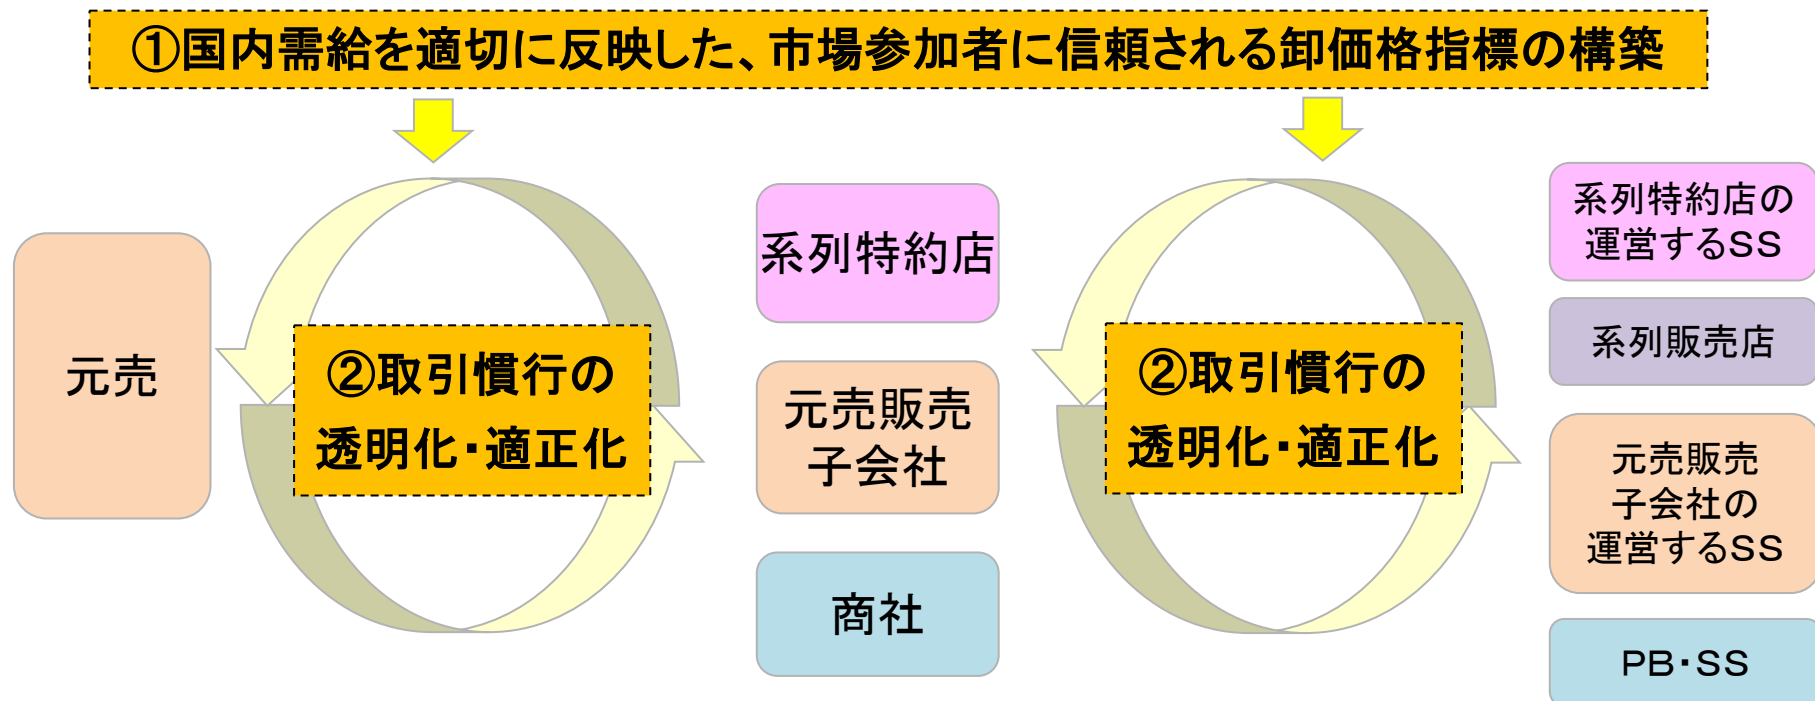 ①国内需給を適切に反映した、市場参加者に信頼される卸価格指標の構築
元売
②取引慣行の
透明化・適正化
系列特約店
元売販売
子会社
商社
②取引慣行の
透明化・適正化
系列特約店の
運営するSS
系列販売店
元売販売
子会社の
運営するSS
PB・SS